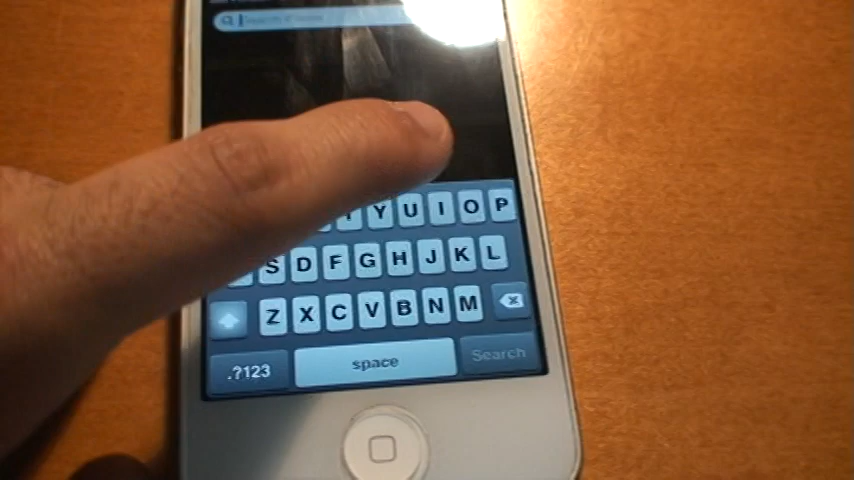 Y U I O P
S D F G H J K L
Z X C V B N M
.?123 space Search